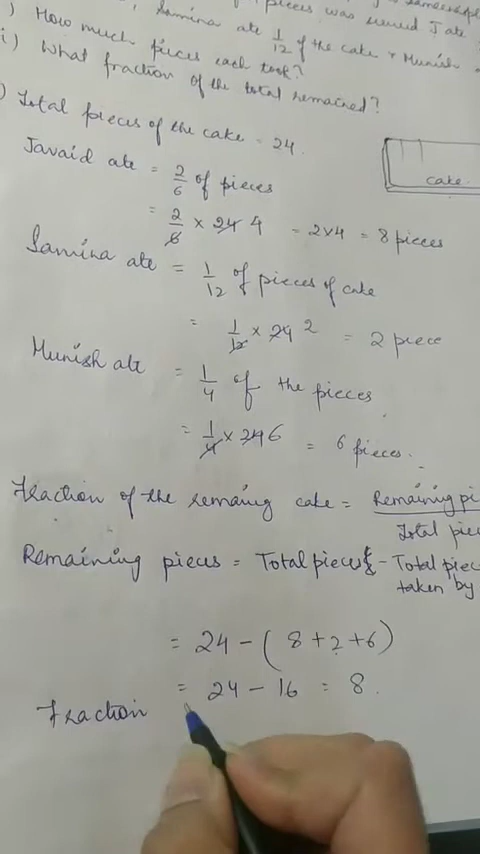 pieces was
) How much pieces each took?
Samina ate 1/12 of the cake & Munish
i) What fraction of the total remained?
) Total pieces of the cake = 24.
cake
Javaid ate = 2/6 of pieces
= 2/6 × 24 4 = 2×4 = 8 pieces
Samina ate = 1/12 of pieces of cake
= 1/12 × 24 2 = 2 piece
Munish ate = 1/4 of the pieces
= 1/4 × 24 6 = 6 pieces.
Fraction of the remaing cake = Remaining pi
Total piec
Remaining pieces = Total pieces - Total piec
taken by
= 24 - (8+2+6)
= 24 - 16 = 8.
Fraction =